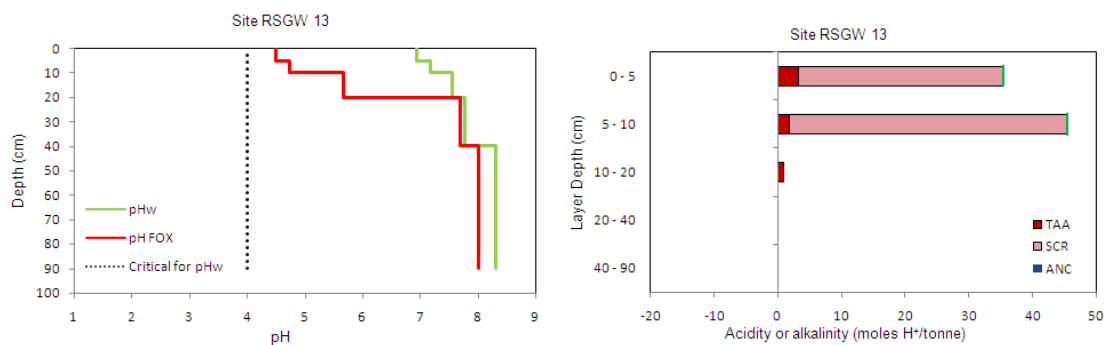 Site RSGW 13
0
10
20
30
40
50
60
70
80
90
100
Depth (cm)
pHw
pH FOX
Critical for pHw
1 2 3 4 5 6 7 8 9
pH
Site RSGW 13
Layer Depth (cm)
0 - 5
5 - 10
10 - 20
20 - 40
40 - 90
TAA
SCR
ANC
-20 -10 0 10 20 30 40 50
Acidity or alkalinity (moles H⁺/tonne)